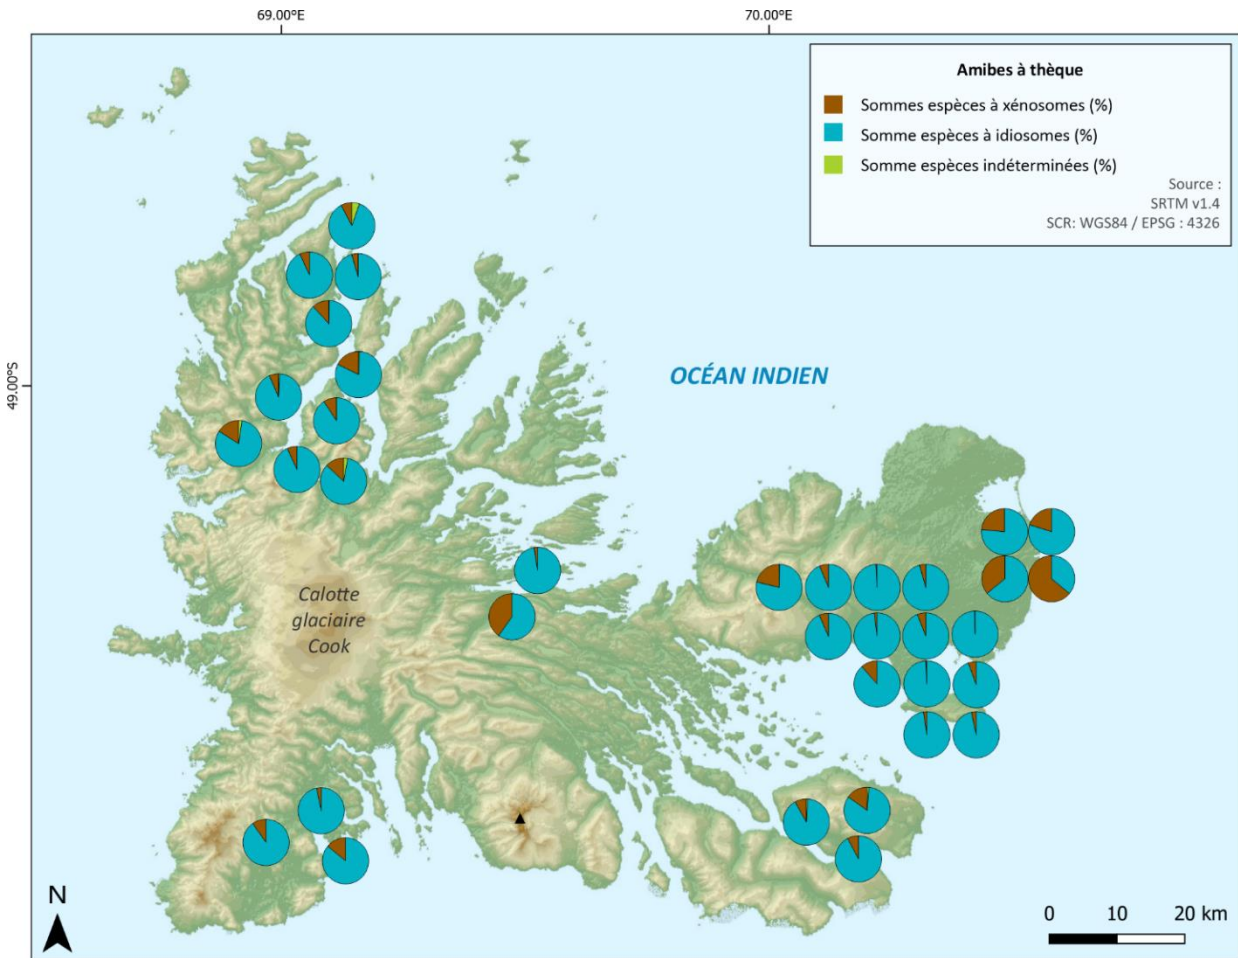 69.00°E
70.00°E
Amibes à thèque
Sommes espèces à xénosomes (%)
Somme espèces à idiosomes (%)
Somme espèces indéterminées (%)
Source :
SRTM v1.4
SCR: WGS84 / EPSG : 4326
49.00°S
OCÉAN INDIEN
Calotte
glaciaire
Cook
N
0 10 20 km